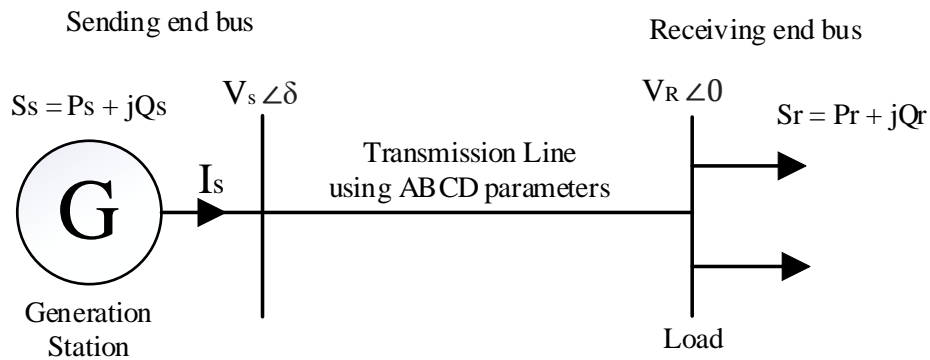 Sending end bus
Receiving end bus
Ss = Ps + jQs
Vs ∠δ
VR ∠0
Sr = Pr + jQr
Transmission Line
using ABCD parameters
Is
G
Generation
Station
Load